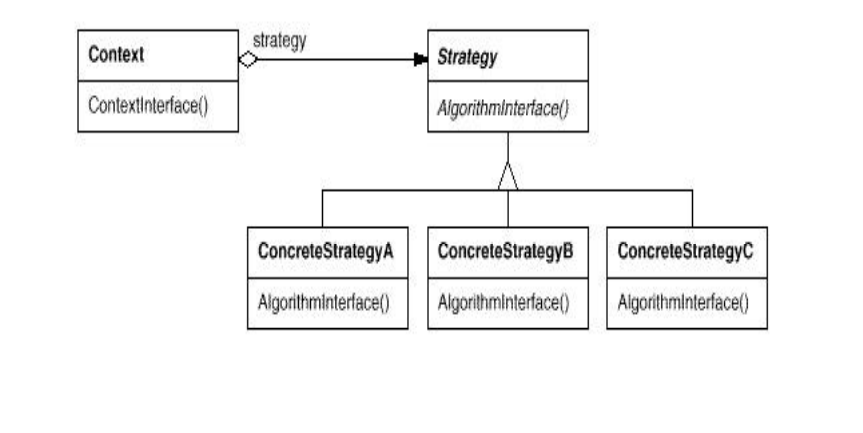 strategy
Context
Strategy
ContextInterface()
AlgorithmInterface()
ConcreteStrategyA
ConcreteStrategyB
ConcreteStrategyC
AlgorithmInterface()
AlgorithmInterface()
AlgorithmInterface()